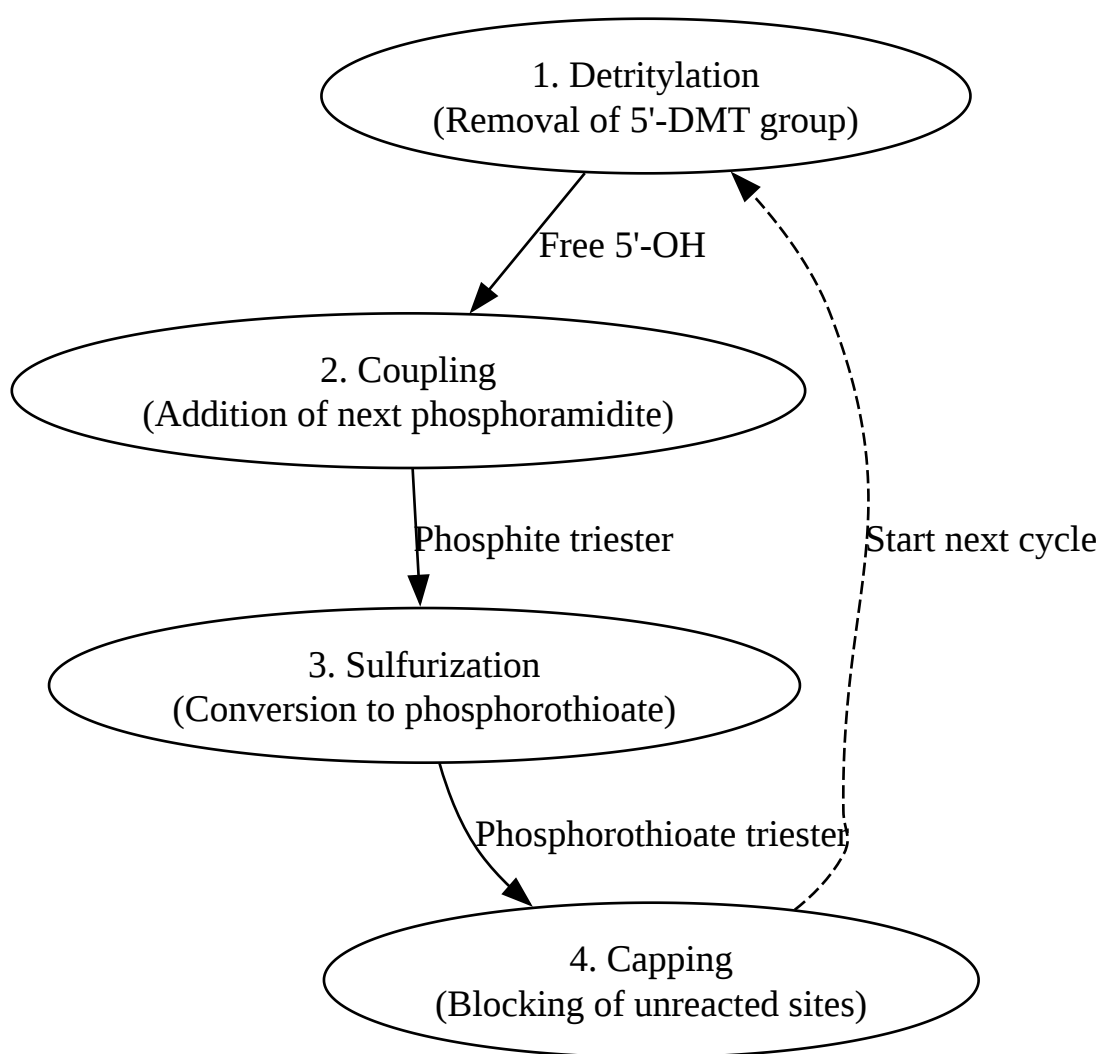 1. Detritylation
(Removal of 5'-DMT group)
Free 5'-OH
2. Coupling
(Addition of next phosphoramidite)
Phosphite triester
Start next cycle
3. Sulfurization
(Conversion to phosphorothioate)
Phosphorothioate triester
4. Capping
(Blocking of unreacted sites)